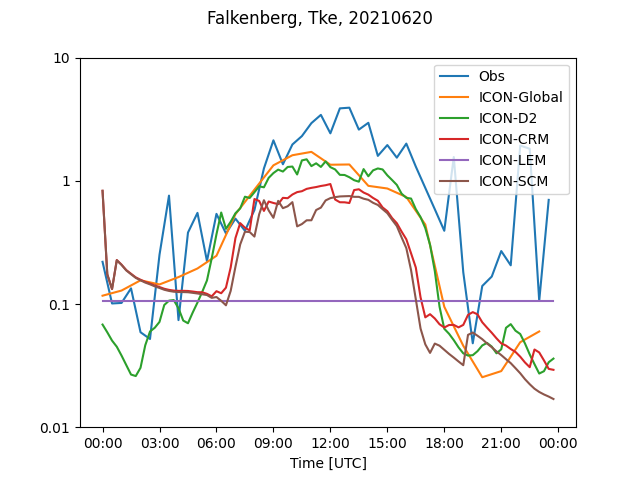 Falkenberg, Tke, 20210620
10
1
0.1
0.01
Obs
ICON-Global
ICON-D2
ICON-CRM
ICON-LEM
ICON-SCM
00:00 03:00 06:00 09:00 12:00 15:00 18:00 21:00 00:00
Time [UTC]